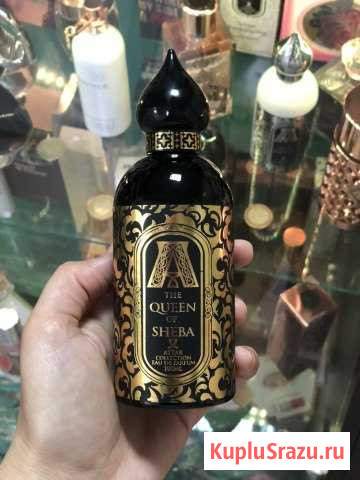 A
THE
QUEEN
OF
SHEBA
ATTAR
COLLECTION
EAU DE PARFUM
100ML
KupluSrazu.ru